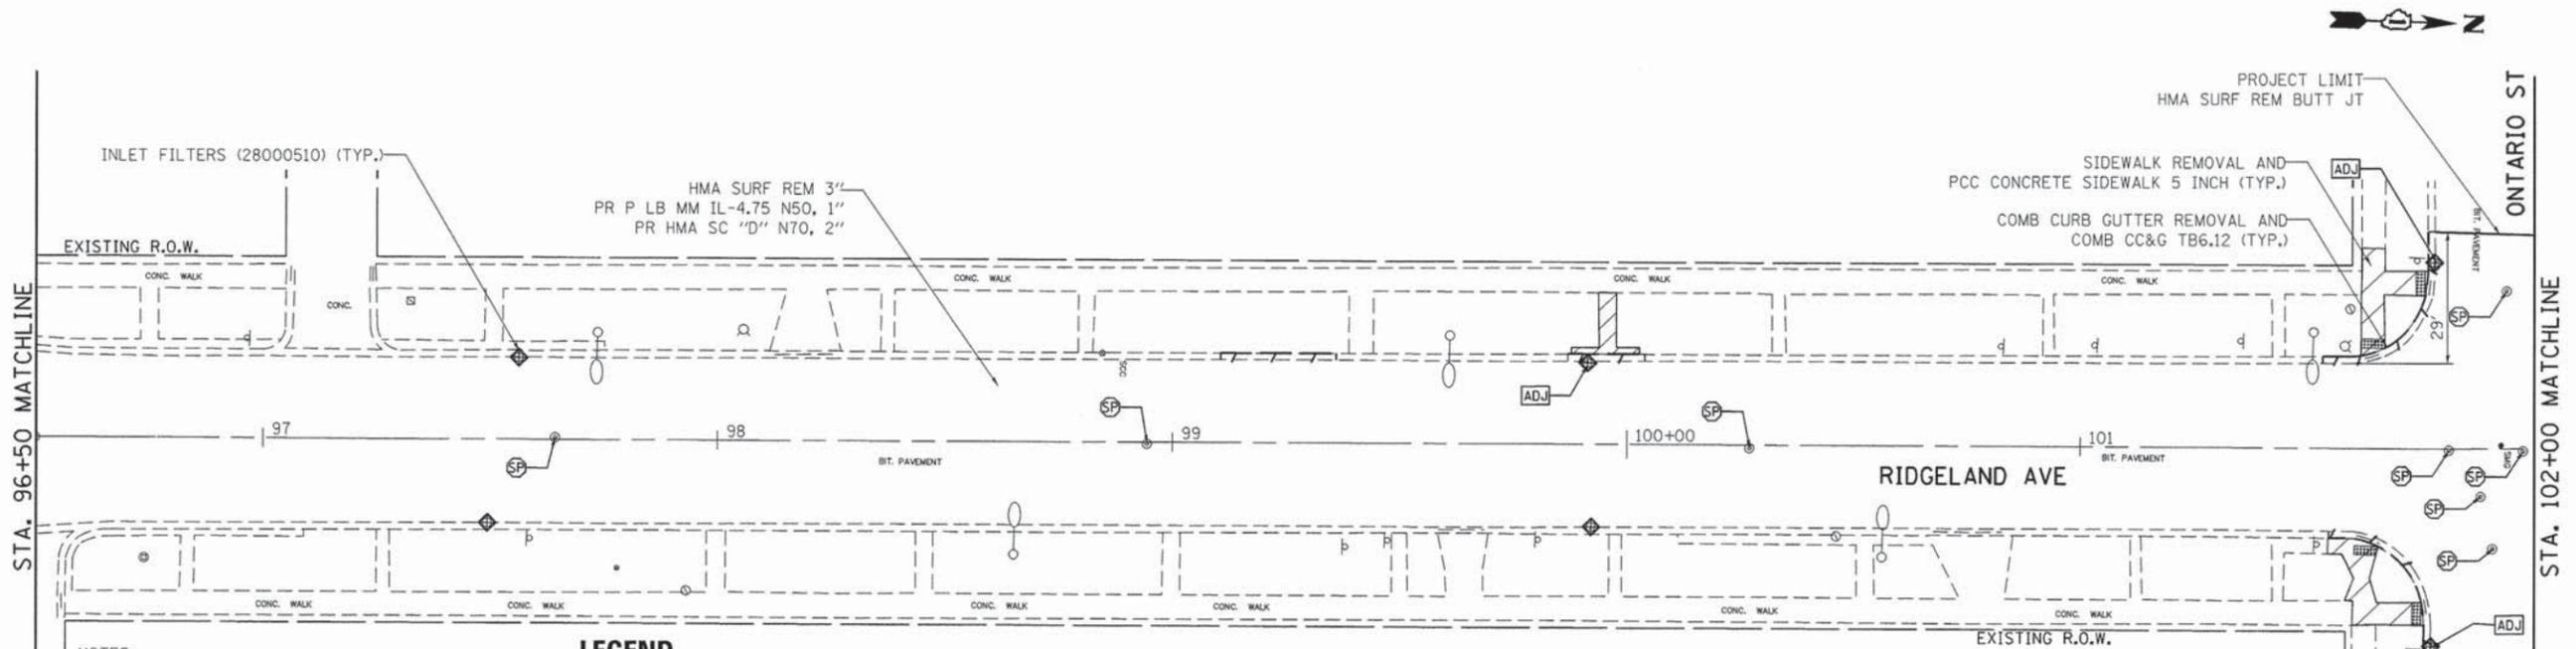 N
PROJECT LIMIT
HMA SURF REM BUTT JT
ONTARIO ST
INLET FILTERS (28000510) (TYP.)
HMA SURF REM 3"
PR P LB MM IL-4.75 N50, 1"
PR HMA SC "D" N70, 2"
SIDEWALK REMOVAL AND
PCC CONCRETE SIDEWALK 5 INCH (TYP.)
ADJ
COMB CURB GUTTER REMOVAL AND
COMB CC&G TB6.12 (TYP.)
BIT. PAVEMENT
EXISTING R.O.W.
CONC. WALK
CONC. WALK
CONC. WALK
CONC. WALK
CONC.
29'
SP
ADJ
SP
SP
97
98
99
100+00
101
SP
BIT. PAVEMENT
BIT. PAVEMENT
RIDGELAND AVE
SP
SP
SP
SP
STA. 96+50 MATCHLINE
STA. 102+00 MATCHLINE
CONC. WALK
CONC. WALK
CONC. WALK
CONC. WALK
CONC. WALK
CONC. WALK
ADJ
EXISTING R.O.W.
LEGEND